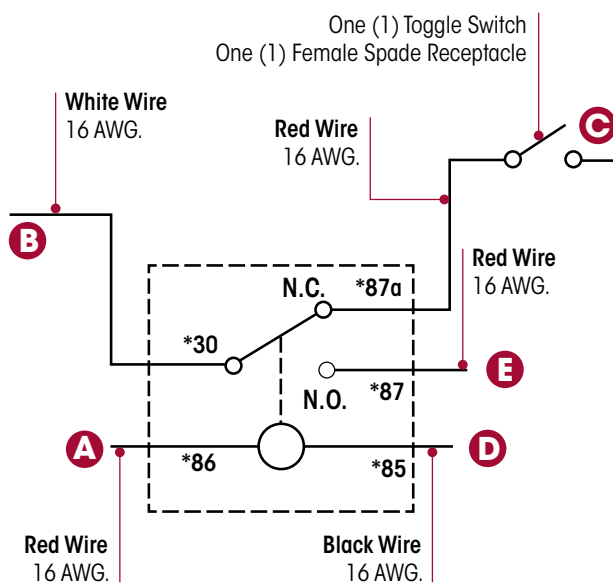 One (1) Toggle Switch
One (1) Female Spade Receptacle
White Wire
16 AWG.
Red Wire
16 AWG.
C
B
Red Wire
16 AWG.
N.C.
*87a
*30
E
N.O.
*87
A
*86
*85
D
Red Wire
16 AWG.
Black Wire
16 AWG.